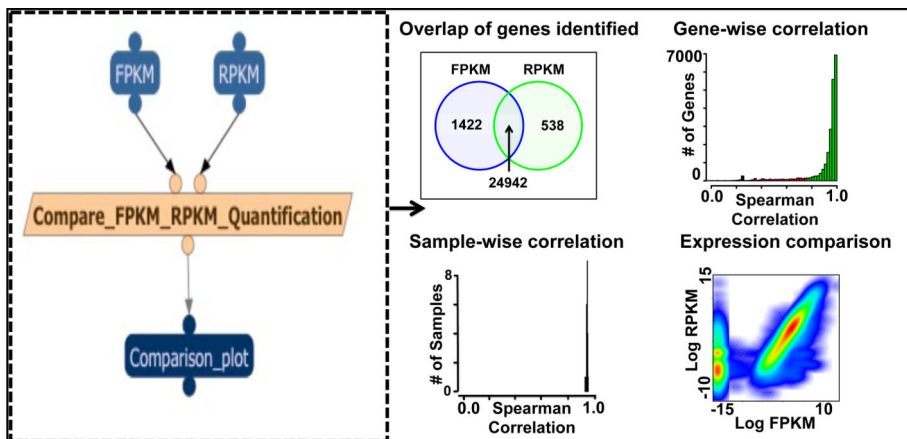 FPKM
RPKM
Compare_FPKM_RPKM_Quantification
Comparison_plot
Overlap of genes identified
FPKM RPKM
1422
538
24942
Gene-wise correlation
7000
# of Genes
0
0.0 Spearman 1.0
Correlation
Sample-wise correlation
8
4
# of Samples
0
0.0 Spearman 1.0
Correlation
Expression comparison
15
Log RPKM
-10
-15 10
Log FPKM